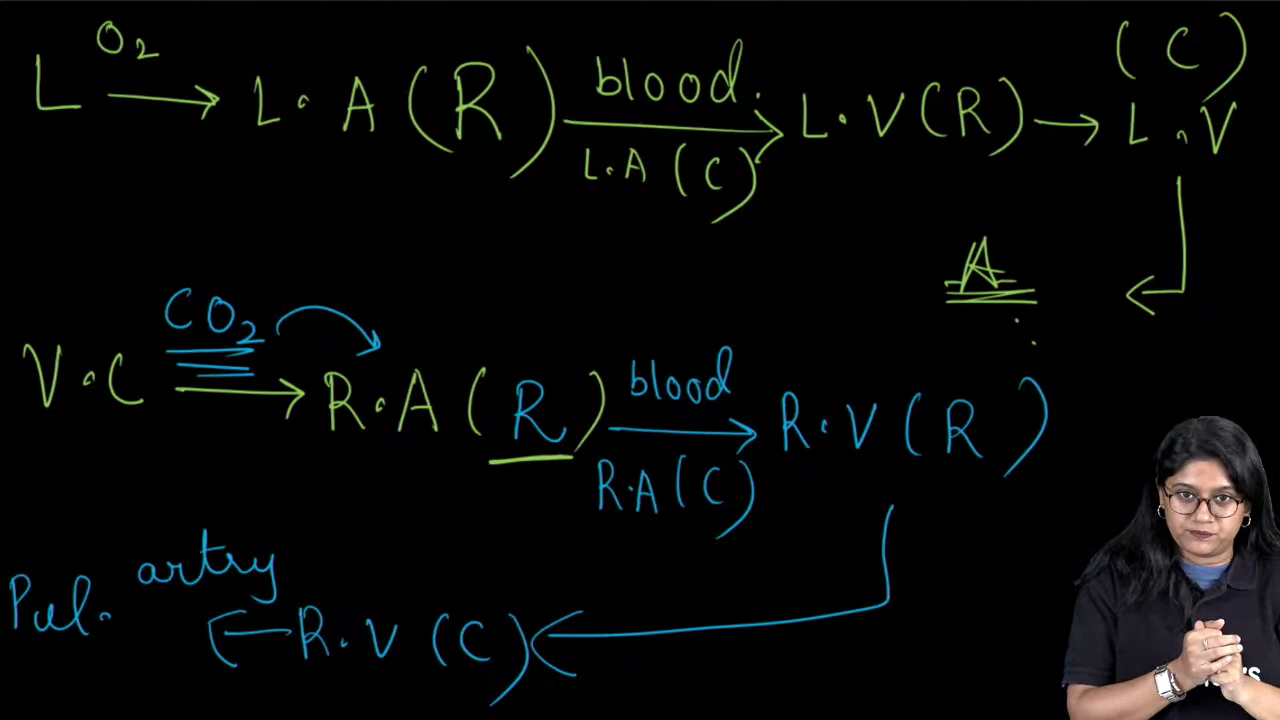 L O₂ → L.A (R) blood. → L.A (C) L.V (R) → (C) L.V
A
V.C CO₂ → R.A (R) blood → R.A (C) R.V (R)
Pul. artry ← R.V (C) ←